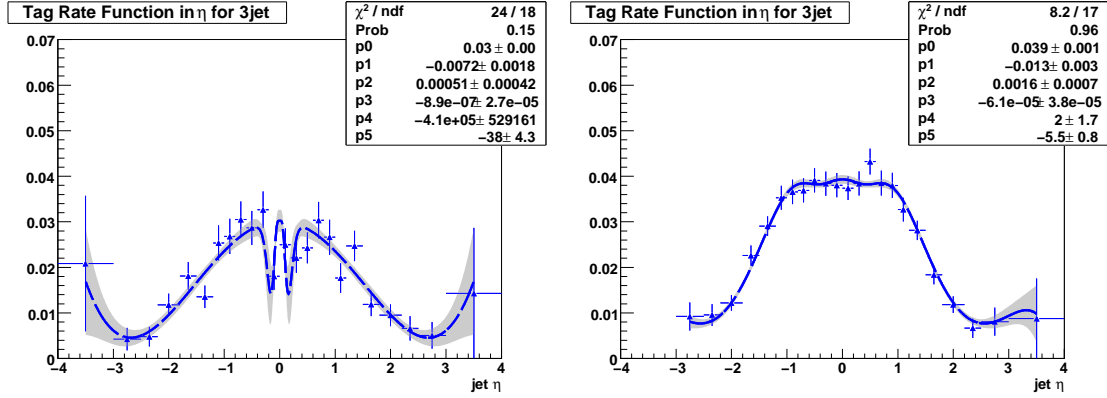 Tag Rate Function in η for 3jet
χ² / ndf 24 / 18
Prob 0.15
p0 0.03 ± 0.00
p1 −0.0072± 0.0018
p2 0.00051 ± 0.00042
p3 −8.9e−07± 2.7e−05
p4 −4.1e+05 ± 529161
p5 −38 ± 4.3
0.07
0.06
0.05
0.04
0.03
0.02
0.01
0
−4 −3 −2 −1 0 1 2 3 4
jet η
Tag Rate Function in η for 3jet
χ² / ndf 8.2 / 17
Prob 0.96
p0 0.039 ± 0.001
p1 −0.013 ± 0.003
p2 0.0016 ± 0.0007
p3 −6.1e−05± 3.8e−05
p4 2 ± 1.7
p5 −5.5 ± 0.8
0.07
0.06
0.05
0.04
0.03
0.02
0.01
0
−4 −3 −2 −1 0 1 2 3 4
jet η